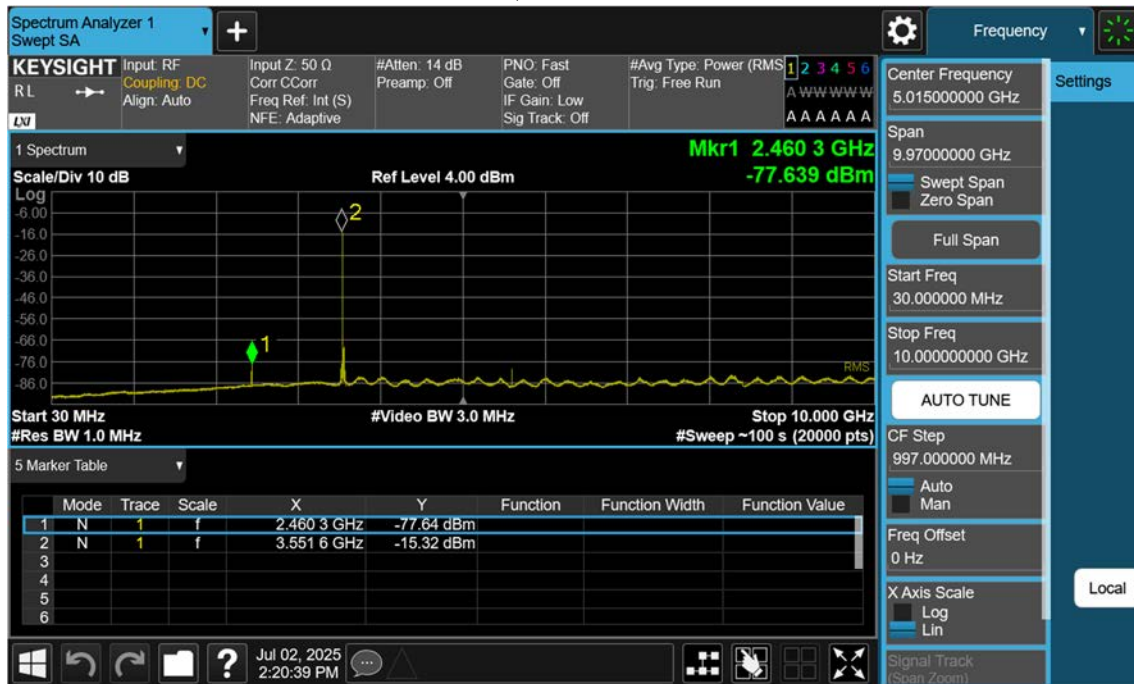 Spectrum Analyzer 1
Swept SA
+
Frequency
KEYSIGHT
RL
LXI
Input: RF
Coupling: DC
Align: Auto
Input Z: 50 Ω
Corr CCorr
Freq Ref: Int (S)
NFE: Adaptive
#Atten: 14 dB
Preamp: Off
PNO: Fast
Gate: Off
IF Gain: Low
Sig Track: Off
#Avg Type: Power (RMS
Trig: Free Run
1 2 3 4 5 6
A W W W W W
A A A A A A
1 Spectrum
Scale/Div 10 dB
Ref Level 4.00 dBm
Mkr1 2.460 3 GHz
-77.639 dBm
Log
-6.00
-16.0
-26.0
-36.0
-46.0
-56.0
-66.0
-76.0
-86.0
2
1
RMS
Start 30 MHz
#Video BW 3.0 MHz
Stop 10.000 GHz
#Res BW 1.0 MHz
#Sweep ~100 s (20000 pts)
5 Marker Table
Mode Trace Scale X Y Function Function Width Function Value
1 N 1 f 2.460 3 GHz -77.64 dBm
2 N 1 f 3.551 6 GHz -15.32 dBm
3
4
5
6
?
Jul 02, 2025
2:20:39 PM
Center Frequency
5.015000000 GHz
Span
9.97000000 GHz
Swept Span
Zero Span
Full Span
Start Freq
30.000000 MHz
Stop Freq
10.000000000 GHz
AUTO TUNE
CF Step
997.000000 MHz
Auto
Man
Freq Offset
0 Hz
X Axis Scale
Log
Lin
Signal Track
(Span Zoom)
Settings
Local